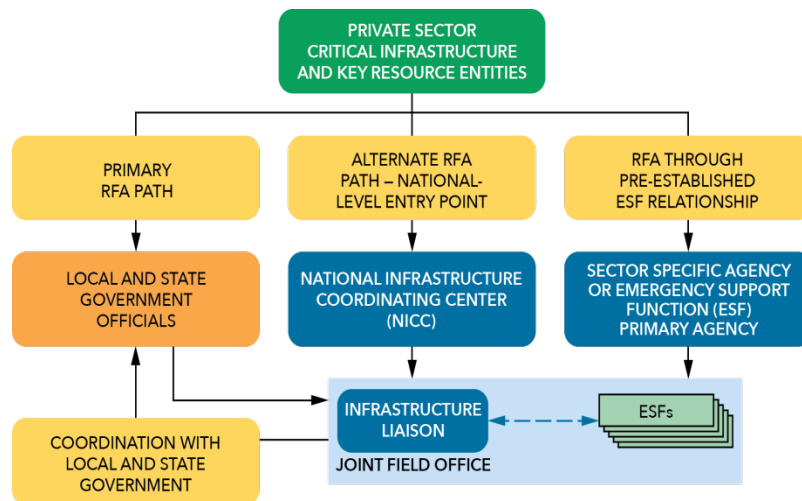 PRIVATE SECTOR
CRITICAL INFRASTRUCTURE
AND KEY RESOURCE ENTITIES
PRIMARY
RFA PATH
ALTERNATE RFA
PATH – NATIONAL-
LEVEL ENTRY POINT
RFA THROUGH
PRE-ESTABLISHED
ESF RELATIONSHIP
LOCAL AND STATE
GOVERNMENT
OFFICIALS
NATIONAL INFRASTRUCTURE
COORDINATING CENTER
(NICC)
SECTOR SPECIFIC AGENCY
OR EMERGENCY SUPPORT
FUNCTION (ESF)
PRIMARY AGENCY
COORDINATION WITH
LOCAL AND STATE
GOVERNMENT
INFRASTRUCTURE
LIAISON
ESFs
JOINT FIELD OFFICE